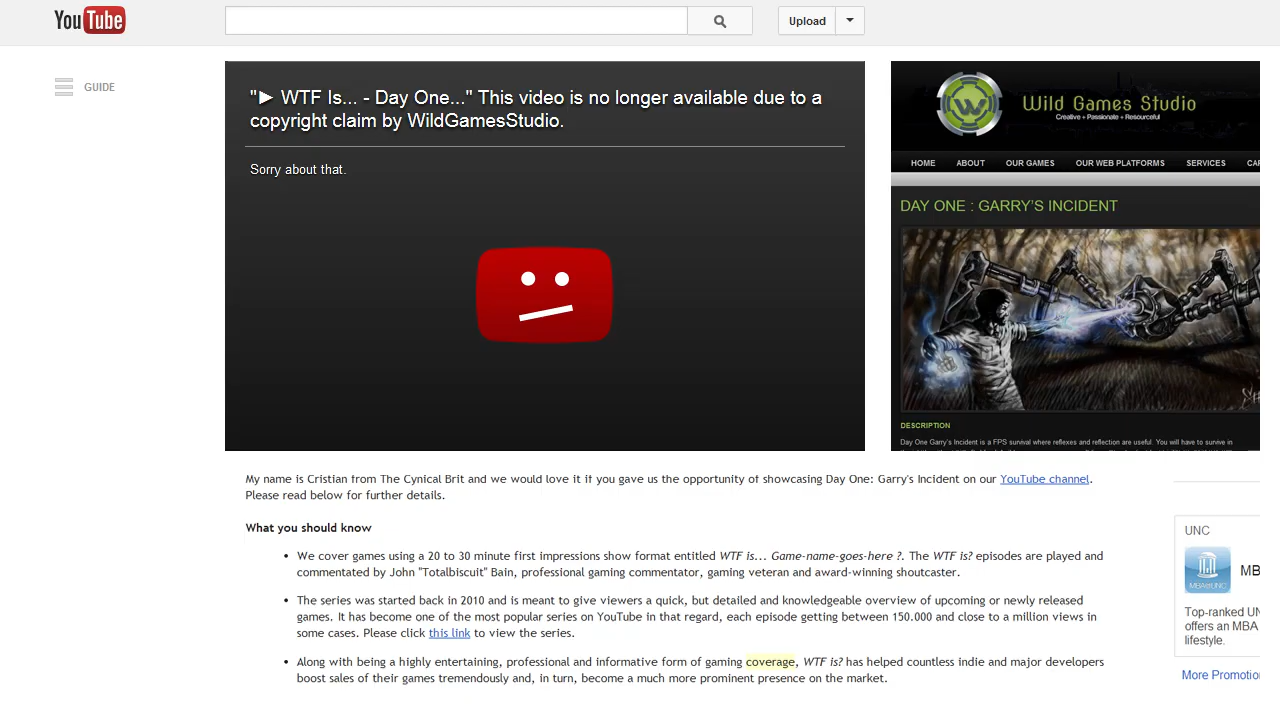 YouTube
Upload
GUIDE
"► WTF Is... - Day One..." This video is no longer available due to a
copyright claim by WildGamesStudio.
Sorry about that.
W
Wild Games Studio
Creative + Passionate + Resourceful
HOME ABOUT OUR GAMES OUR WEB PLATFORMS SERVICES CA
DAY ONE : GARRY'S INCIDENT
DESCRIPTION
Day One Garry's Incident is a FPS survival where reflexes and reflection are useful. You will have to survive in
My name is Cristian from The Cynical Brit and we would love it if you gave us the opportunity of showcasing Day One: Garry's Incident on our YouTube channel.
Please read below for further details.
What you should know
• We cover games using a 20 to 30 minute first impressions show format entitled WTF is... Game-name-goes-here ?. The WTF is? episodes are played and
commentated by John "Totalbiscuit" Bain, professional gaming commentator, gaming veteran and award-winning shoutcaster.
• The series was started back in 2010 and is meant to give viewers a quick, but detailed and knowledgeable overview of upcoming or newly released
games. It has become one of the most popular series on YouTube in that regard, each episode getting between 150.000 and close to a million views in
some cases. Please click this link to view the series.
• Along with being a highly entertaining, professional and informative form of gaming coverage, WTF is? has helped countless indie and major developers
boost sales of their games tremendously and, in turn, become a much more prominent presence on the market.
UNC
MBA@UNC
MB
Top-ranked UN
offers an MBA
lifestyle.
More Promotio